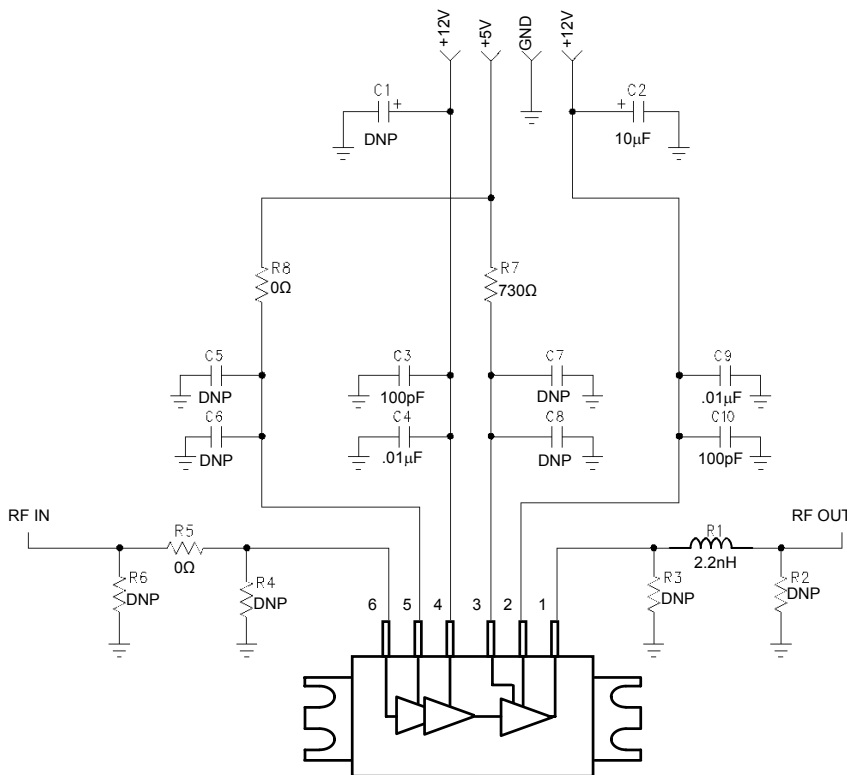 +12V
+5V
GND
+12V
C1
+
DNP
C2
+
10µF
R8
0Ω
R7
730Ω
C5
DNP
C3
100pF
C7
DNP
C9
.01µF
C6
DNP
C4
.01µF
C8
DNP
C10
100pF
RF IN
R5
0Ω
R6
DNP
R4
DNP
R1
2.2nH
RF OUT
R3
DNP
R2
DNP
6 5 4 3 2 1